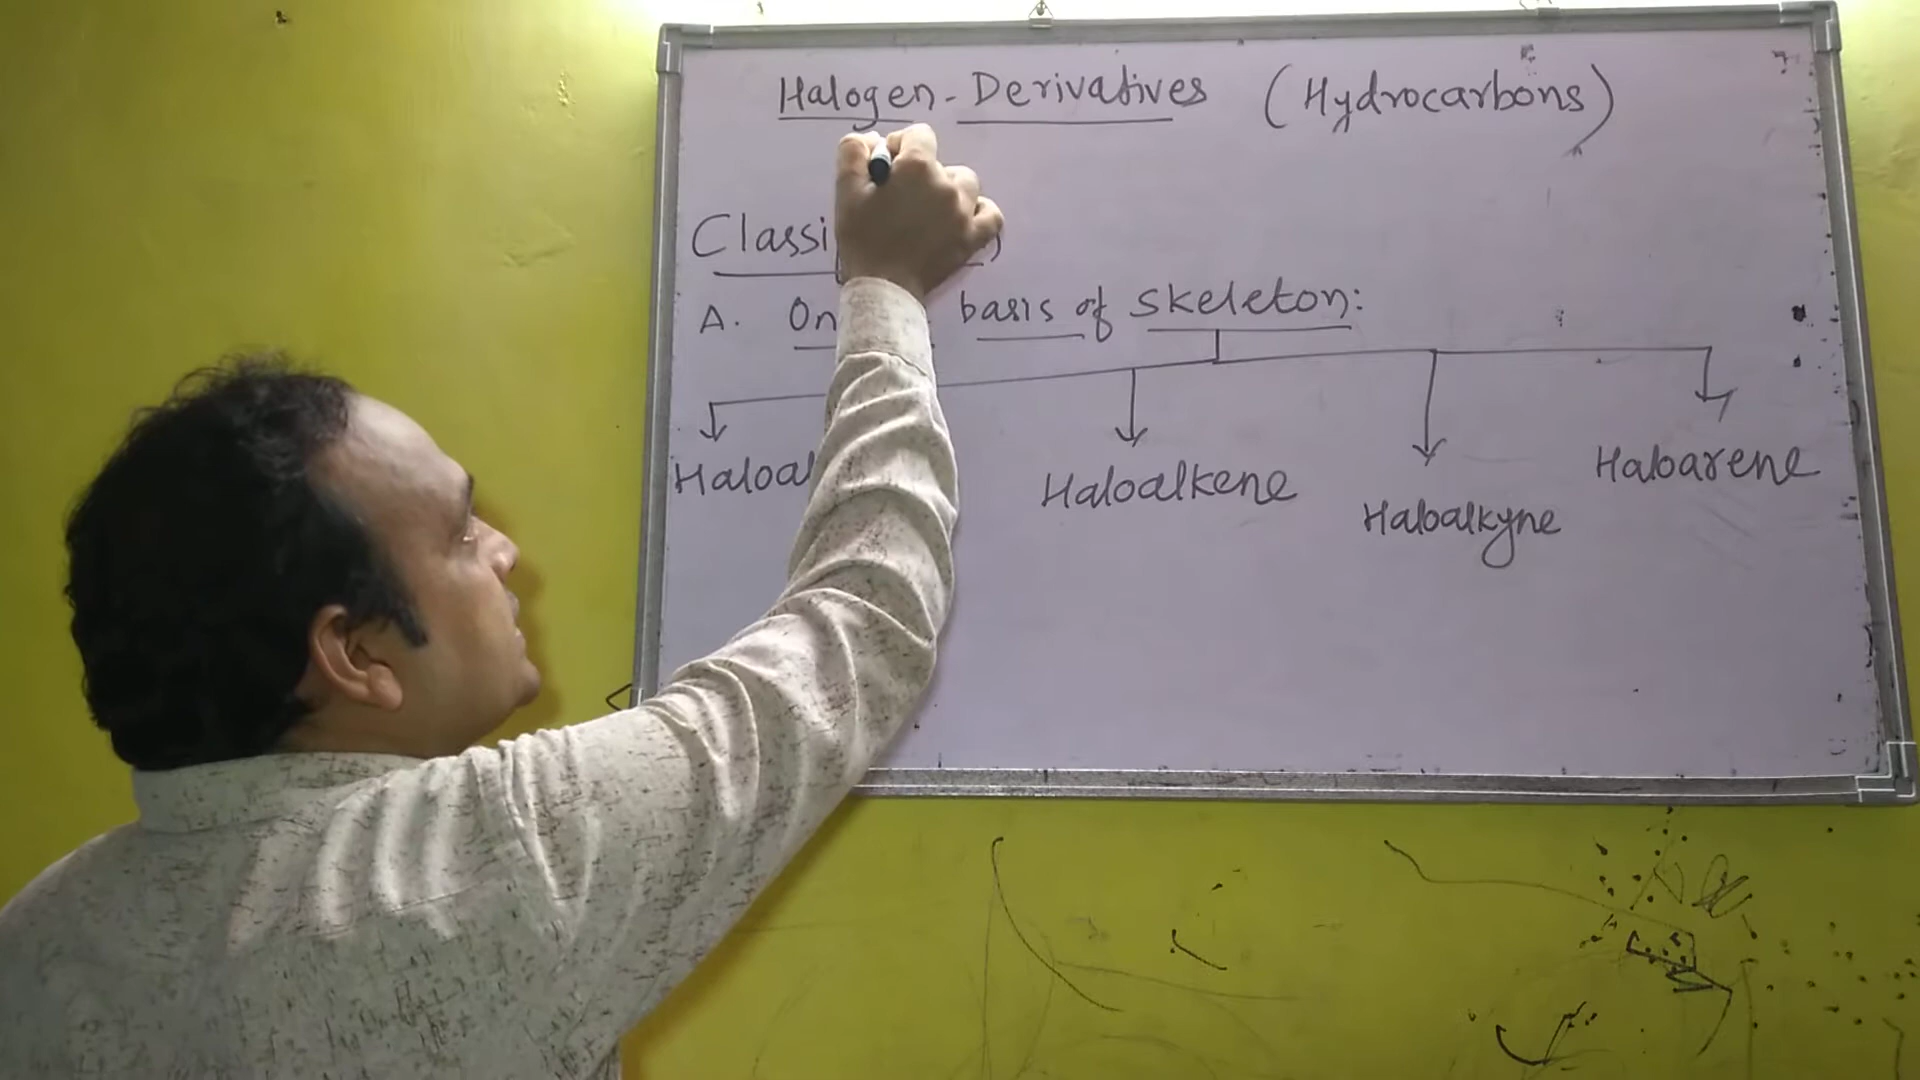 Halogen - Derivatives (Hydrocarbons)
Classi
A. On basis of skeleton:
Haloal Haloalkene Haloalkyne Haloarene